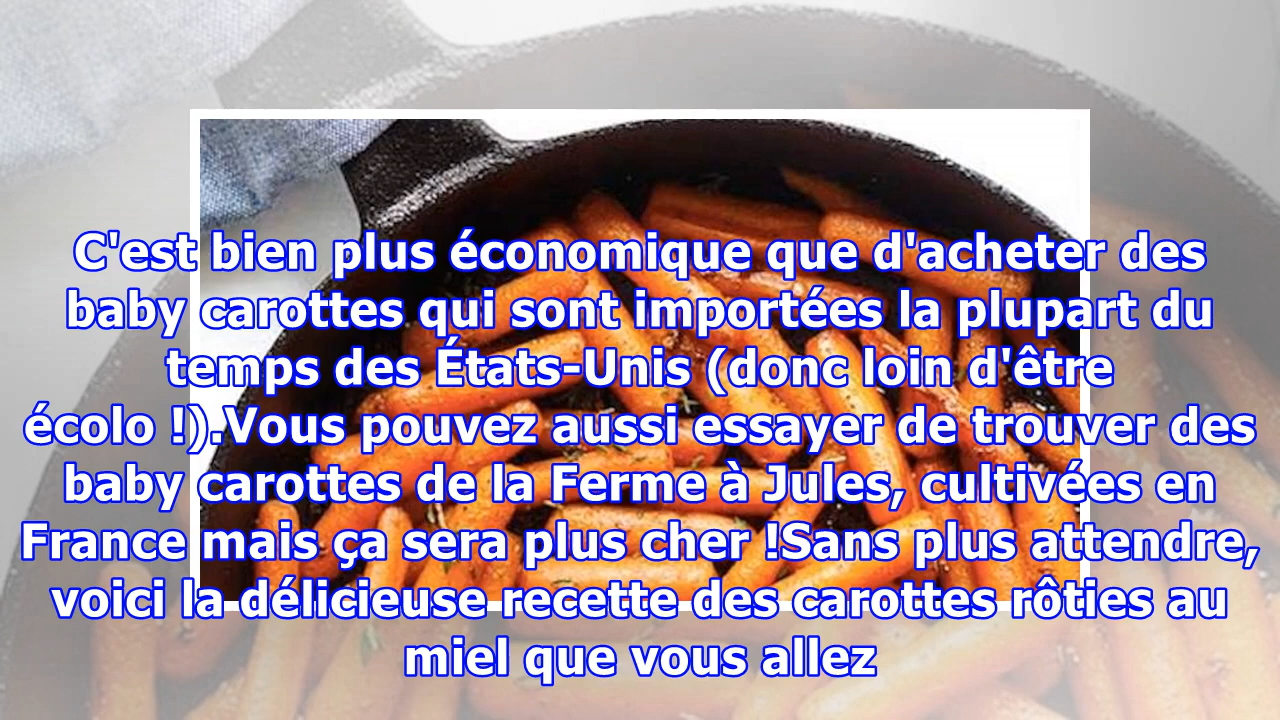 C'est bien plus économique que d'acheter des
baby carottes qui sont importées la plupart du
temps des États-Unis (donc loin d'être
écolo !).Vous pouvez aussi essayer de trouver des
baby carottes de la Ferme à Jules, cultivées en
France mais ça sera plus cher !Sans plus attendre,
voici la délicieuse recette des carottes rôties au
miel que vous allez